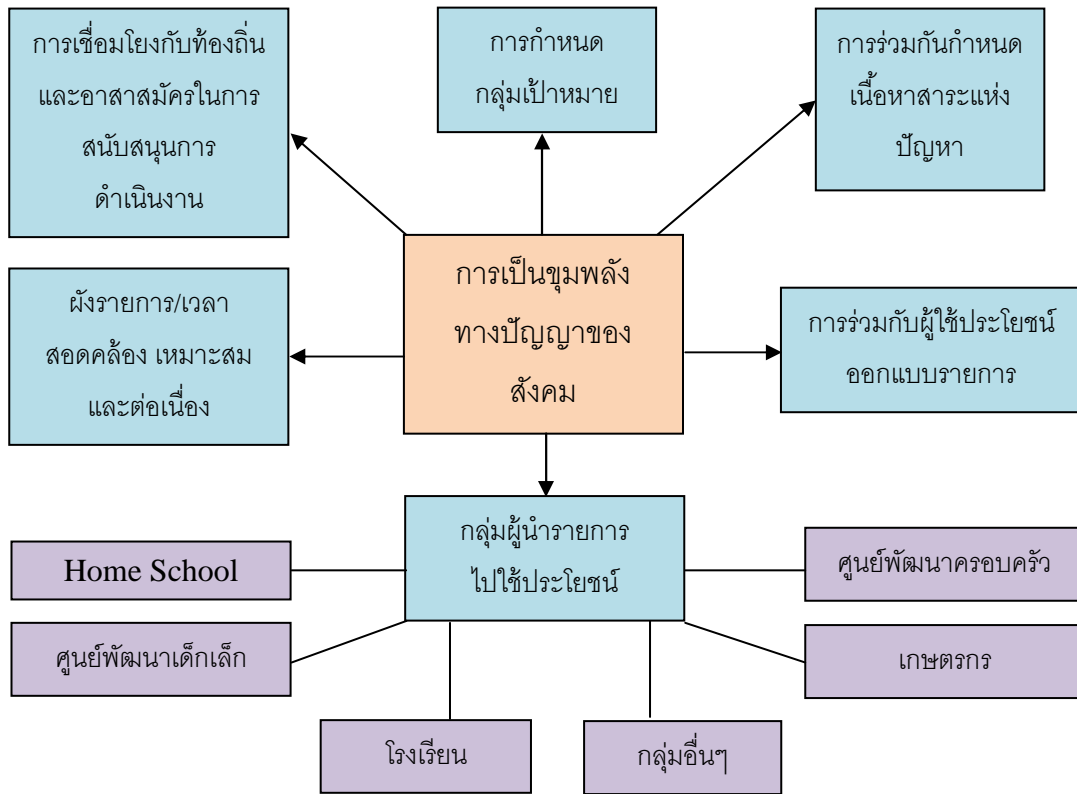 การเชื่อมโยงกับท้องถิ่น
และอาสาสมัครในการ
สนับสนุนการ
ดำเนินงาน
การกำหนด
กลุ่มเป้าหมาย
การร่วมกันกำหนด
เนื้อหาสาระแห่ง
ปัญหา
การเป็นขุมพลัง
ทางปัญญาของ
สังคม
ผังรายการ/เวลา
สอดคล้อง เหมาะสม
และต่อเนื่อง
การร่วมกับผู้ใช้ประโยชน์
ออกแบบรายการ
กลุ่มผู้นำรายการ
ไปใช้ประโยชน์
Home School
ศูนย์พัฒนาครอบครัว
ศูนย์พัฒนาเด็กเล็ก
เกษตรกร
โรงเรียน
กลุ่มอื่นๆ